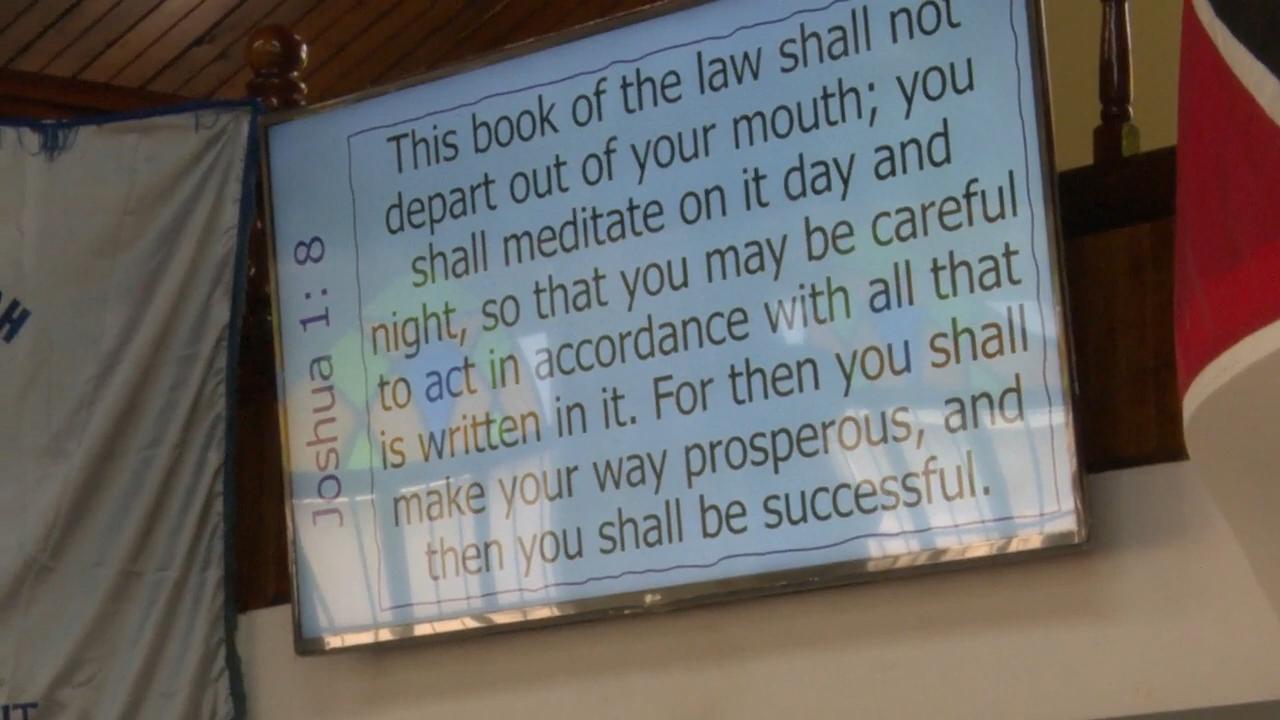 This book of the law shall not
depart out of your mouth; you
shall meditate on it day and
night, so that you may be careful
to act in accordance with all that
is written in it. For then you shall
make your way prosperous, and
then you shall be successful.
Joshua 1: 8